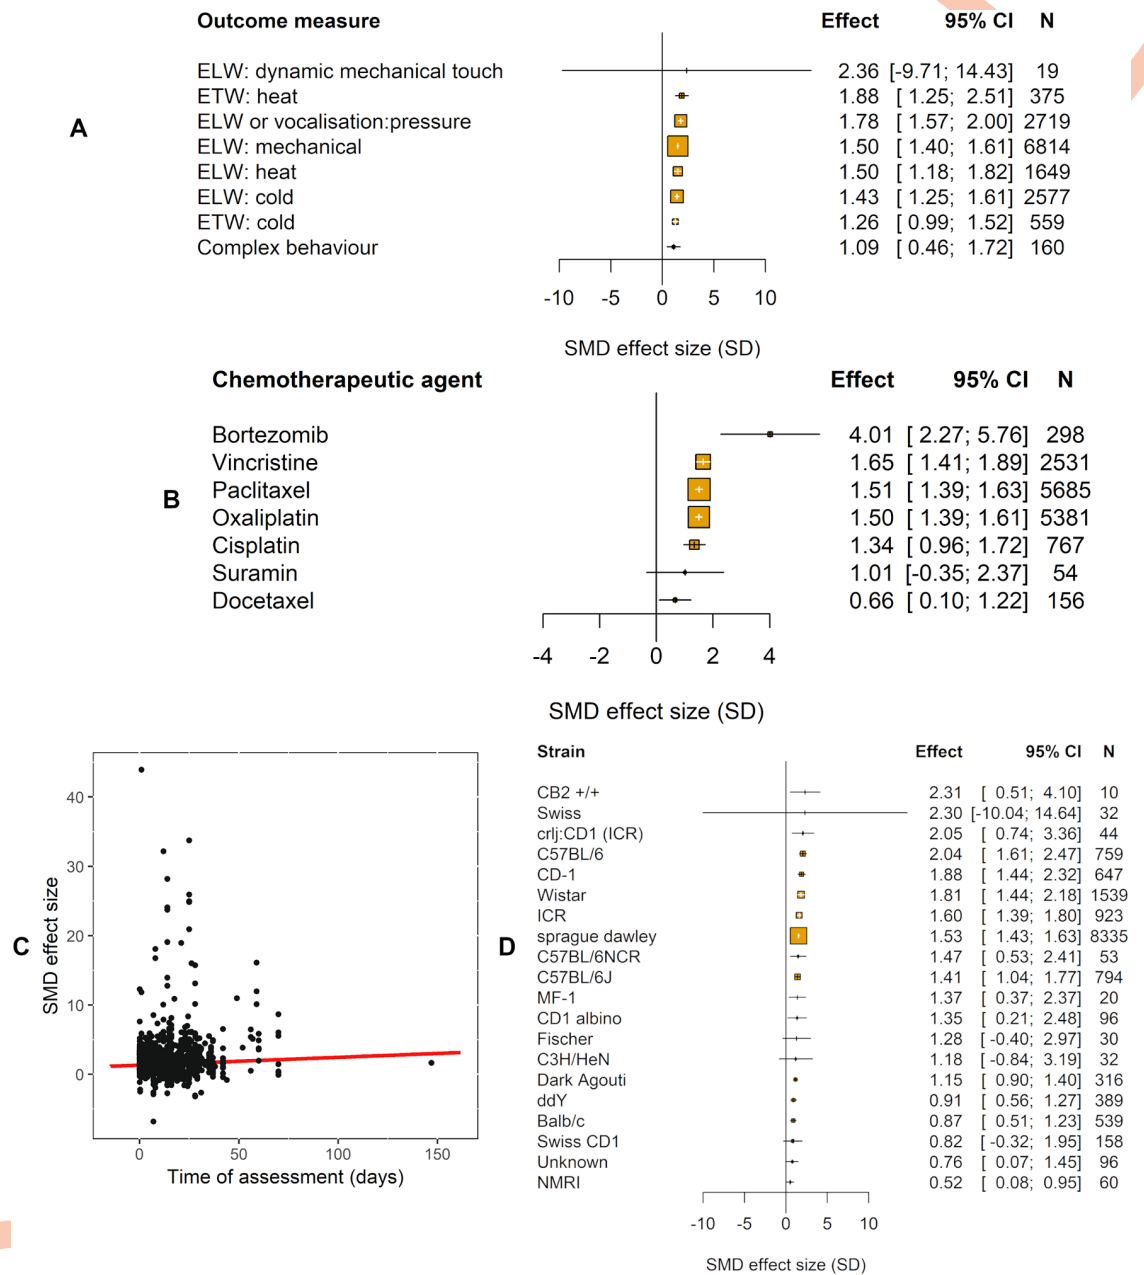 Outcome measure Effect 95% CI N
ELW: dynamic mechanical touch 2.36 [-9.71; 14.43] 19
ETW: heat 1.88 [ 1.25; 2.51] 375
A
ELW or vocalisation:pressure 1.78 [ 1.57; 2.00] 2719
ELW: mechanical 1.50 [ 1.40; 1.61] 6814
ELW: heat 1.50 [ 1.18; 1.82] 1649
ELW: cold 1.43 [ 1.25; 1.61] 2577
ETW: cold 1.26 [ 0.99; 1.52] 559
Complex behaviour 1.09 [ 0.46; 1.72] 160
-10 -5 0 5 10
SMD effect size (SD)
Chemotherapeutic agent Effect 95% CI N
Bortezomib 4.01 [ 2.27; 5.76] 298
Vincristine 1.65 [ 1.41; 1.89] 2531
B
Paclitaxel 1.51 [ 1.39; 1.63] 5685
Oxaliplatin 1.50 [ 1.39; 1.61] 5381
Cisplatin 1.34 [ 0.96; 1.72] 767
Suramin 1.01 [-0.35; 2.37] 54
Docetaxel 0.66 [ 0.10; 1.22] 156
-4 -2 0 2 4
SMD effect size (SD)
C
SMD effect size
40
30
20
10
0
0 50 100 150
Time of assessment (days)
D
Strain Effect 95% CI N
CB2 +/+ 2.31 [ 0.51; 4.10] 10
Swiss 2.30 [-10.04; 14.64] 32
crlj:CD1 (ICR) 2.05 [ 0.74; 3.36] 44
C57BL/6 2.04 [ 1.61; 2.47] 759
CD-1 1.88 [ 1.44; 2.32] 647
Wistar 1.81 [ 1.44; 2.18] 1539
ICR 1.60 [ 1.39; 1.80] 923
sprague dawley 1.53 [ 1.43; 1.63] 8335
C57BL/6NCR 1.47 [ 0.53; 2.41] 53
C57BL/6J 1.41 [ 1.04; 1.77] 794
MF-1 1.37 [ 0.37; 2.37] 20
CD1 albino 1.35 [ 0.21; 2.48] 96
Fischer 1.28 [ -0.40; 2.97] 30
C3H/HeN 1.18 [ -0.84; 3.19] 32
Dark Agouti 1.15 [ 0.90; 1.40] 316
ddY 0.91 [ 0.56; 1.27] 389
Balb/c 0.87 [ 0.51; 1.23] 539
Swiss CD1 0.82 [ -0.32; 1.95] 158
Unknown 0.76 [ 0.07; 1.45] 96
NMRI 0.52 [ 0.08; 0.95] 60
-10 -5 0 5 10
SMD effect size (SD)